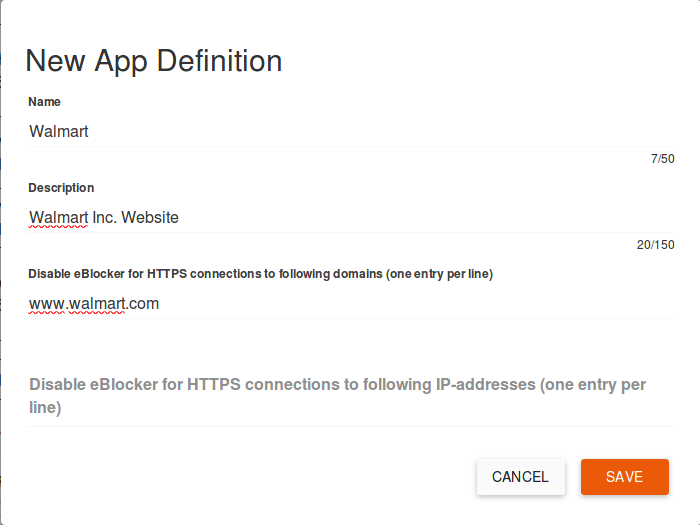 New App Definition
Name
Walmart
7/50
Description
Walmart Inc. Website
20/150
Disable eBlocker for HTTPS connections to following domains (one entry per line)
www.walmart.com
Disable eBlocker for HTTPS connections to following IP-addresses (one entry per
line)
CANCEL SAVE